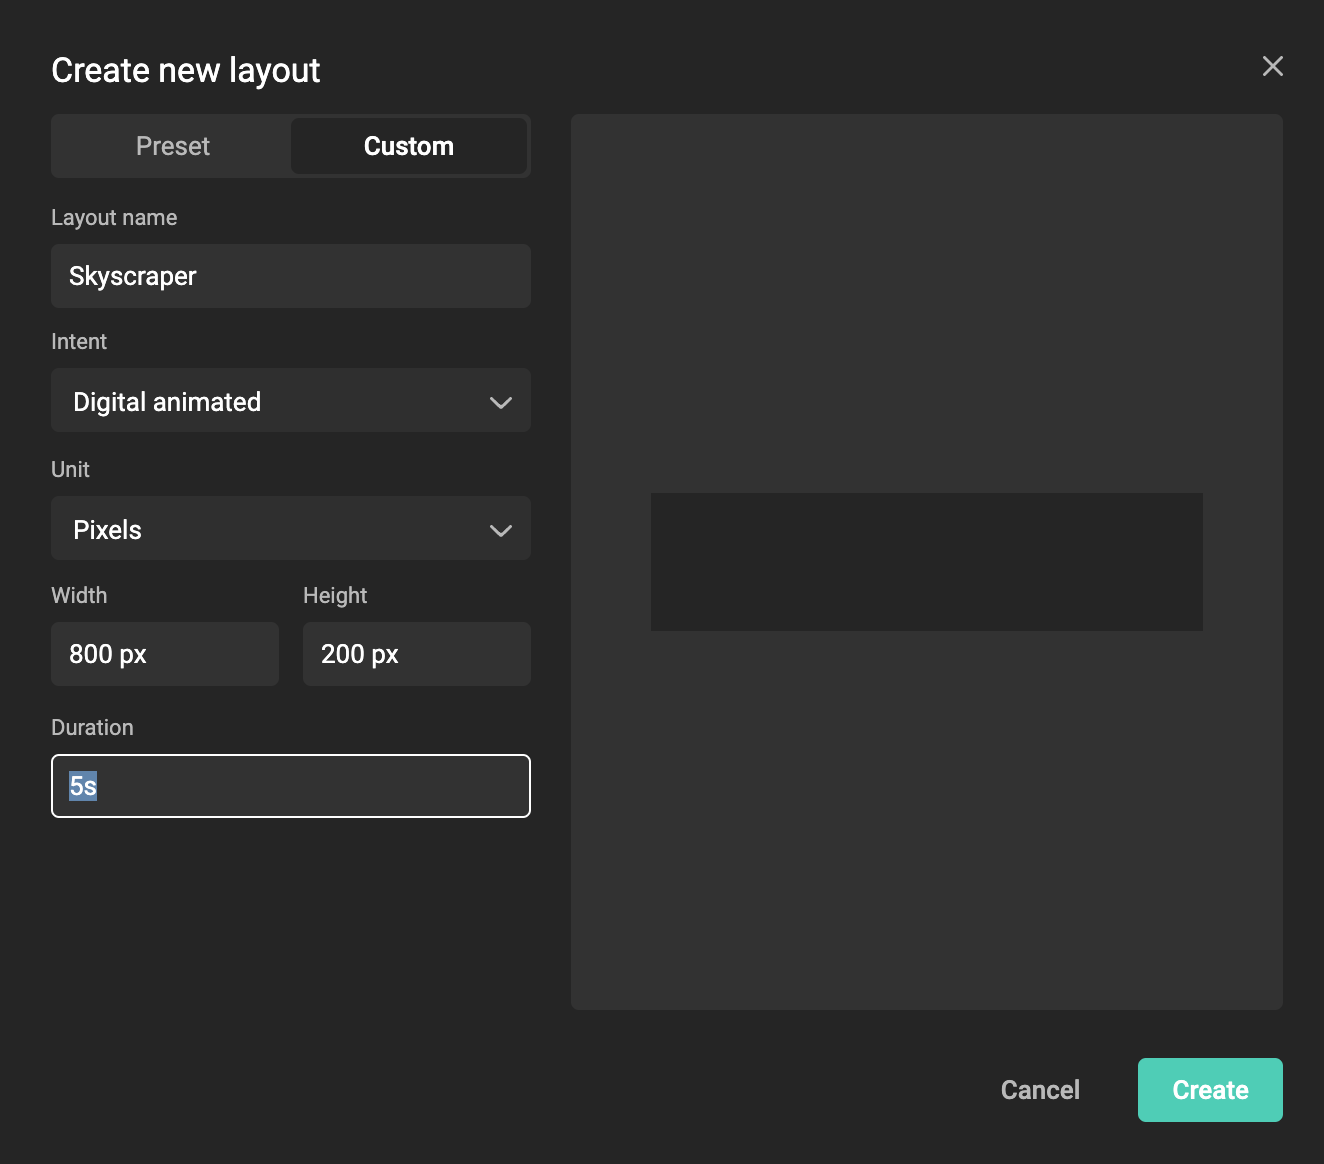 Create new layout
Preset Custom
Layout name
Skyscraper
Intent
Digital animated
Unit
Pixels
Width Height
800 px 200 px
Duration
5s
Cancel Create